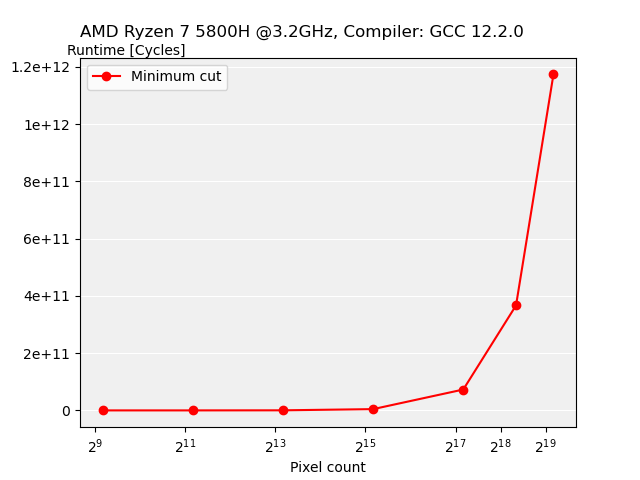 AMD Ryzen 7 5800H @3.2GHz, Compiler: GCC 12.2.0
Runtime [Cycles]
Minimum cut
1.2e+12
1e+12
8e+11
6e+11
4e+11
2e+11
0
2^9 2^11 2^13 2^15 2^17 2^18 2^19
Pixel count